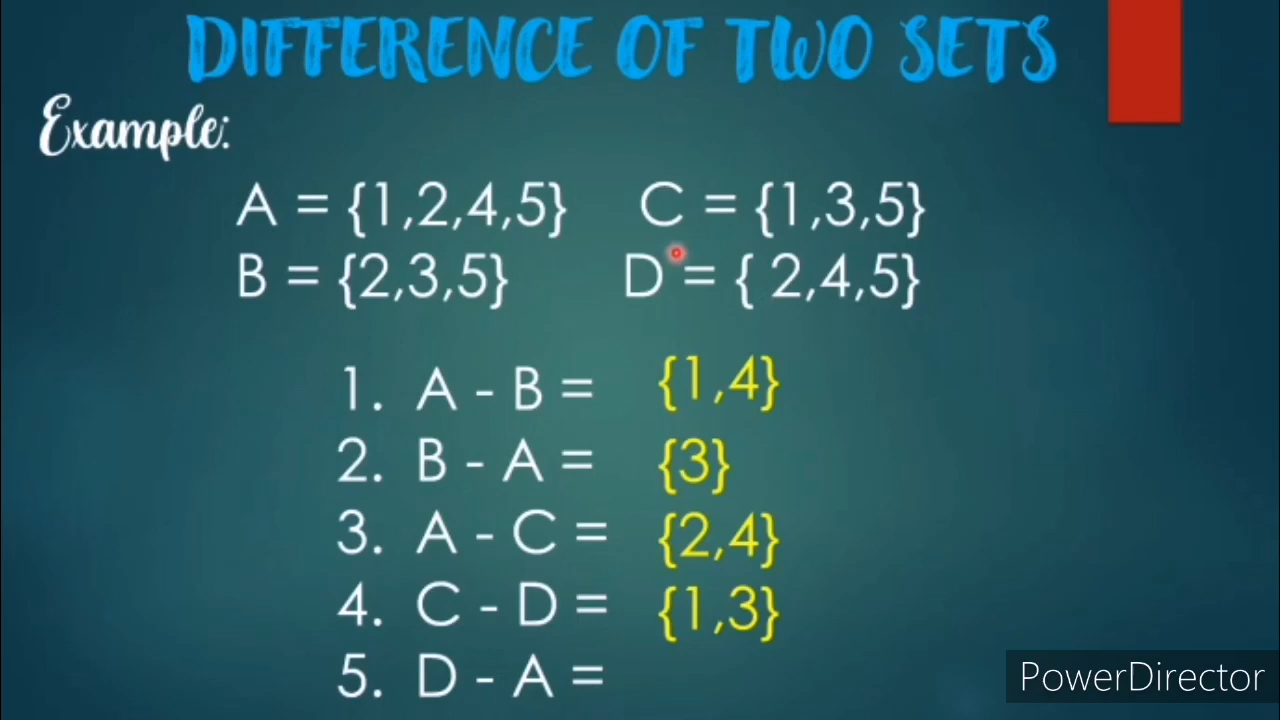 DIFFERENCE OF TWO SETS
Example:
A = {1,2,4,5} C = {1,3,5}
B = {2,3,5} D = { 2,4,5}
1. A - B = {1,4}
2. B - A = {3}
3. A - C = {2,4}
4. C - D = {1,3}
5. D - A =
PowerDirector